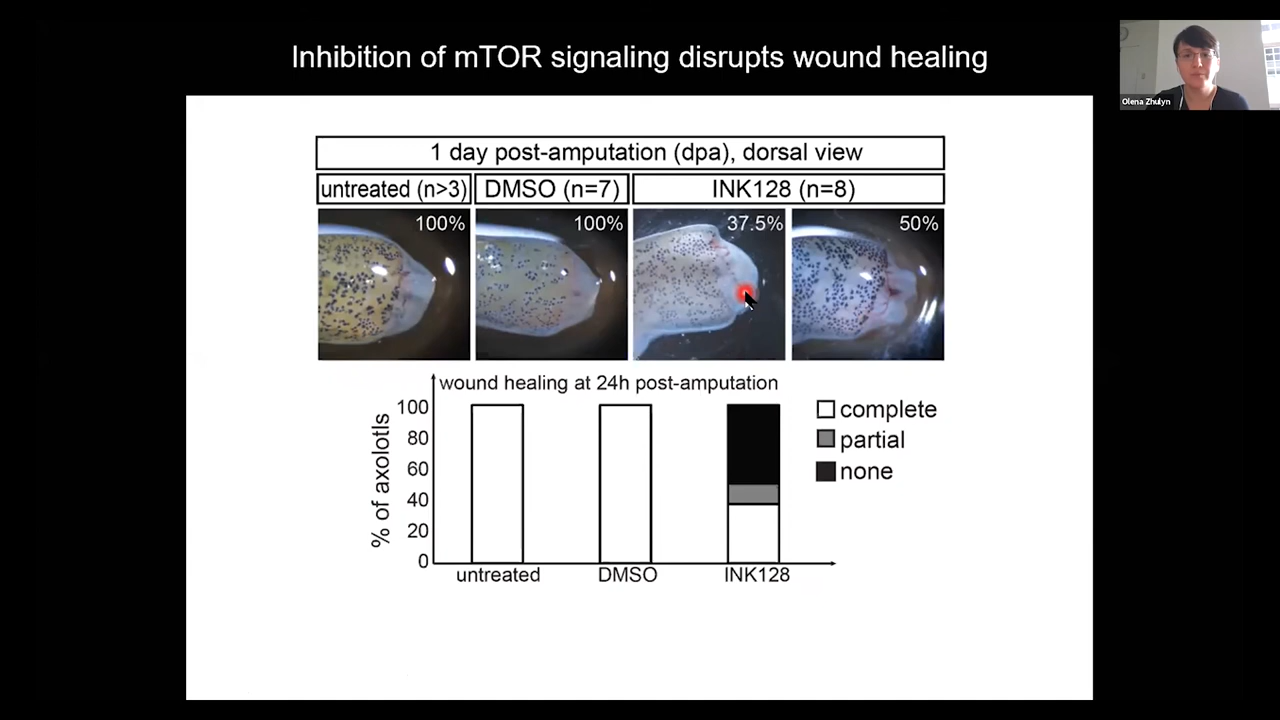 Inhibition of mTOR signaling disrupts wound healing
Olena Zhulyn
1 day post-amputation (dpa), dorsal view
untreated (n>3) DMSO (n=7) INK128 (n=8)
100% 100% 37.5% 50%
wound healing at 24h post-amputation
% of axolotls
100
80
60
40
20
0
untreated DMSO INK128
complete
partial
none